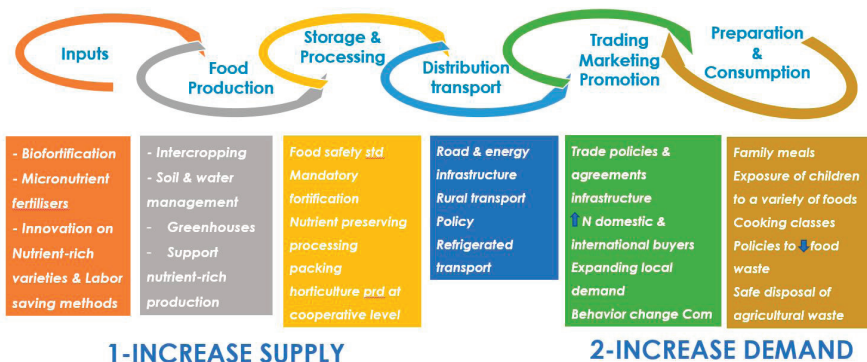 Inputs
Food
Production
Storage &
Processing
Distribution
transport
Trading
Marketing
Promotion
Preparation
&
Consumption
- Biofortification
- Micronutrient
fertilisers
- Innovation on
Nutrient-rich
varieties & Labor
saving methods
- Intercropping
- Soil & water
management
- Greenhouses
- Support
nutrient-rich
production
Food safety std
Mandatory
fortification
Nutrient preserving
processing
packing
horticulture prd at
cooperative level
Road & energy
infrastructure
Rural transport
Policy
Refrigerated
transport
Trade policies &
agreements
infrastructure
N domestic &
international buyers
Expanding local
demand
Behavior change Com
Family meals
Exposure of children
to a variety of foods
Cooking classes
Policies to food
waste
Safe disposal of
agricultural waste
1-INCREASE SUPPLY
2-INCREASE DEMAND